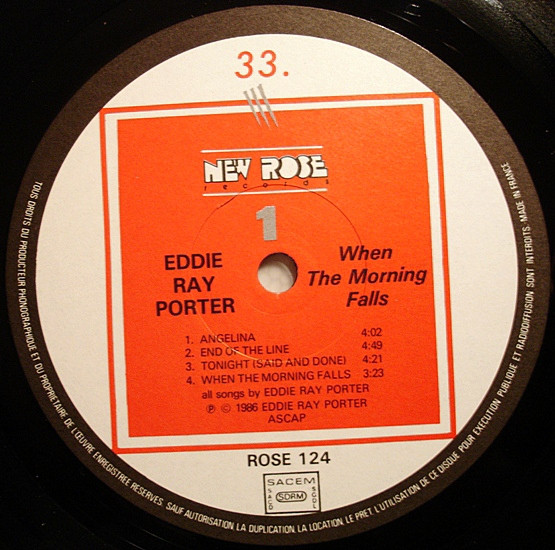 33.
NEW ROSE
records
1
EDDIE
RAY
PORTER
When
The Morning
Falls
1. ANGELINA 4:02
2. END OF THE LINE 4:49
3. TONIGHT (SAID AND DONE) 4:21
4. WHEN THE MORNING FALLS 3:23
all songs by EDDIE RAY PORTER
Ⓟ © 1986 EDDIE RAY PORTER
ASCAP
ROSE 124
SACEM
SACD
SDRM
SGDL
TOUS DROITS DU PRODUCTEUR PHONOGRAPHIQUE ET DU PROPRIETAIRE DE L'ŒUVRE ENREGISTREE RESERVES. SAUF AUTORISATION LA DUPLICATION, LA LOCATION, LE PRET L'UTILISATION DE CE DISQUE POUR EXECUTION PUBLIQUE ET RADIODIFFUSION SONT INTERDITS. MADE IN FRANCE